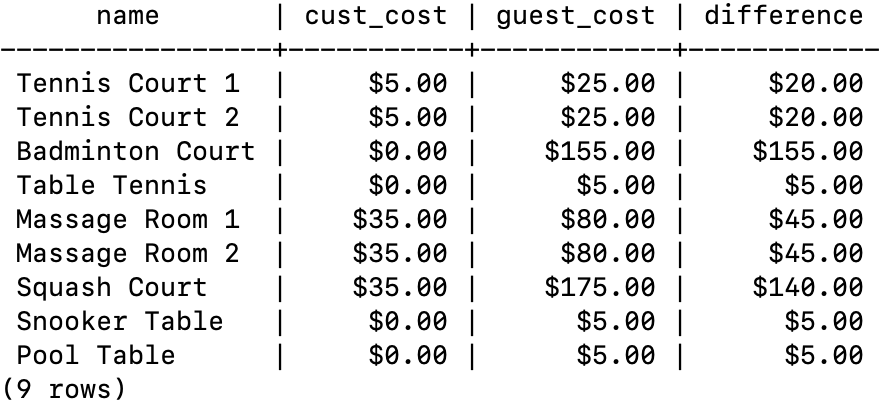 name       | cust_cost | guest_cost | difference
-----------------+-----------+------------+------------
 Tennis Court 1  |     $5.00 |     $25.00 |     $20.00
 Tennis Court 2  |     $5.00 |     $25.00 |     $20.00
 Badminton Court |     $0.00 |    $155.00 |    $155.00
 Table Tennis    |     $0.00 |      $5.00 |      $5.00
 Massage Room 1  |    $35.00 |     $80.00 |     $45.00
 Massage Room 2  |    $35.00 |     $80.00 |     $45.00
 Squash Court    |    $35.00 |    $175.00 |    $140.00
 Snooker Table   |     $0.00 |      $5.00 |      $5.00
 Pool Table      |     $0.00 |      $5.00 |      $5.00
(9 rows)